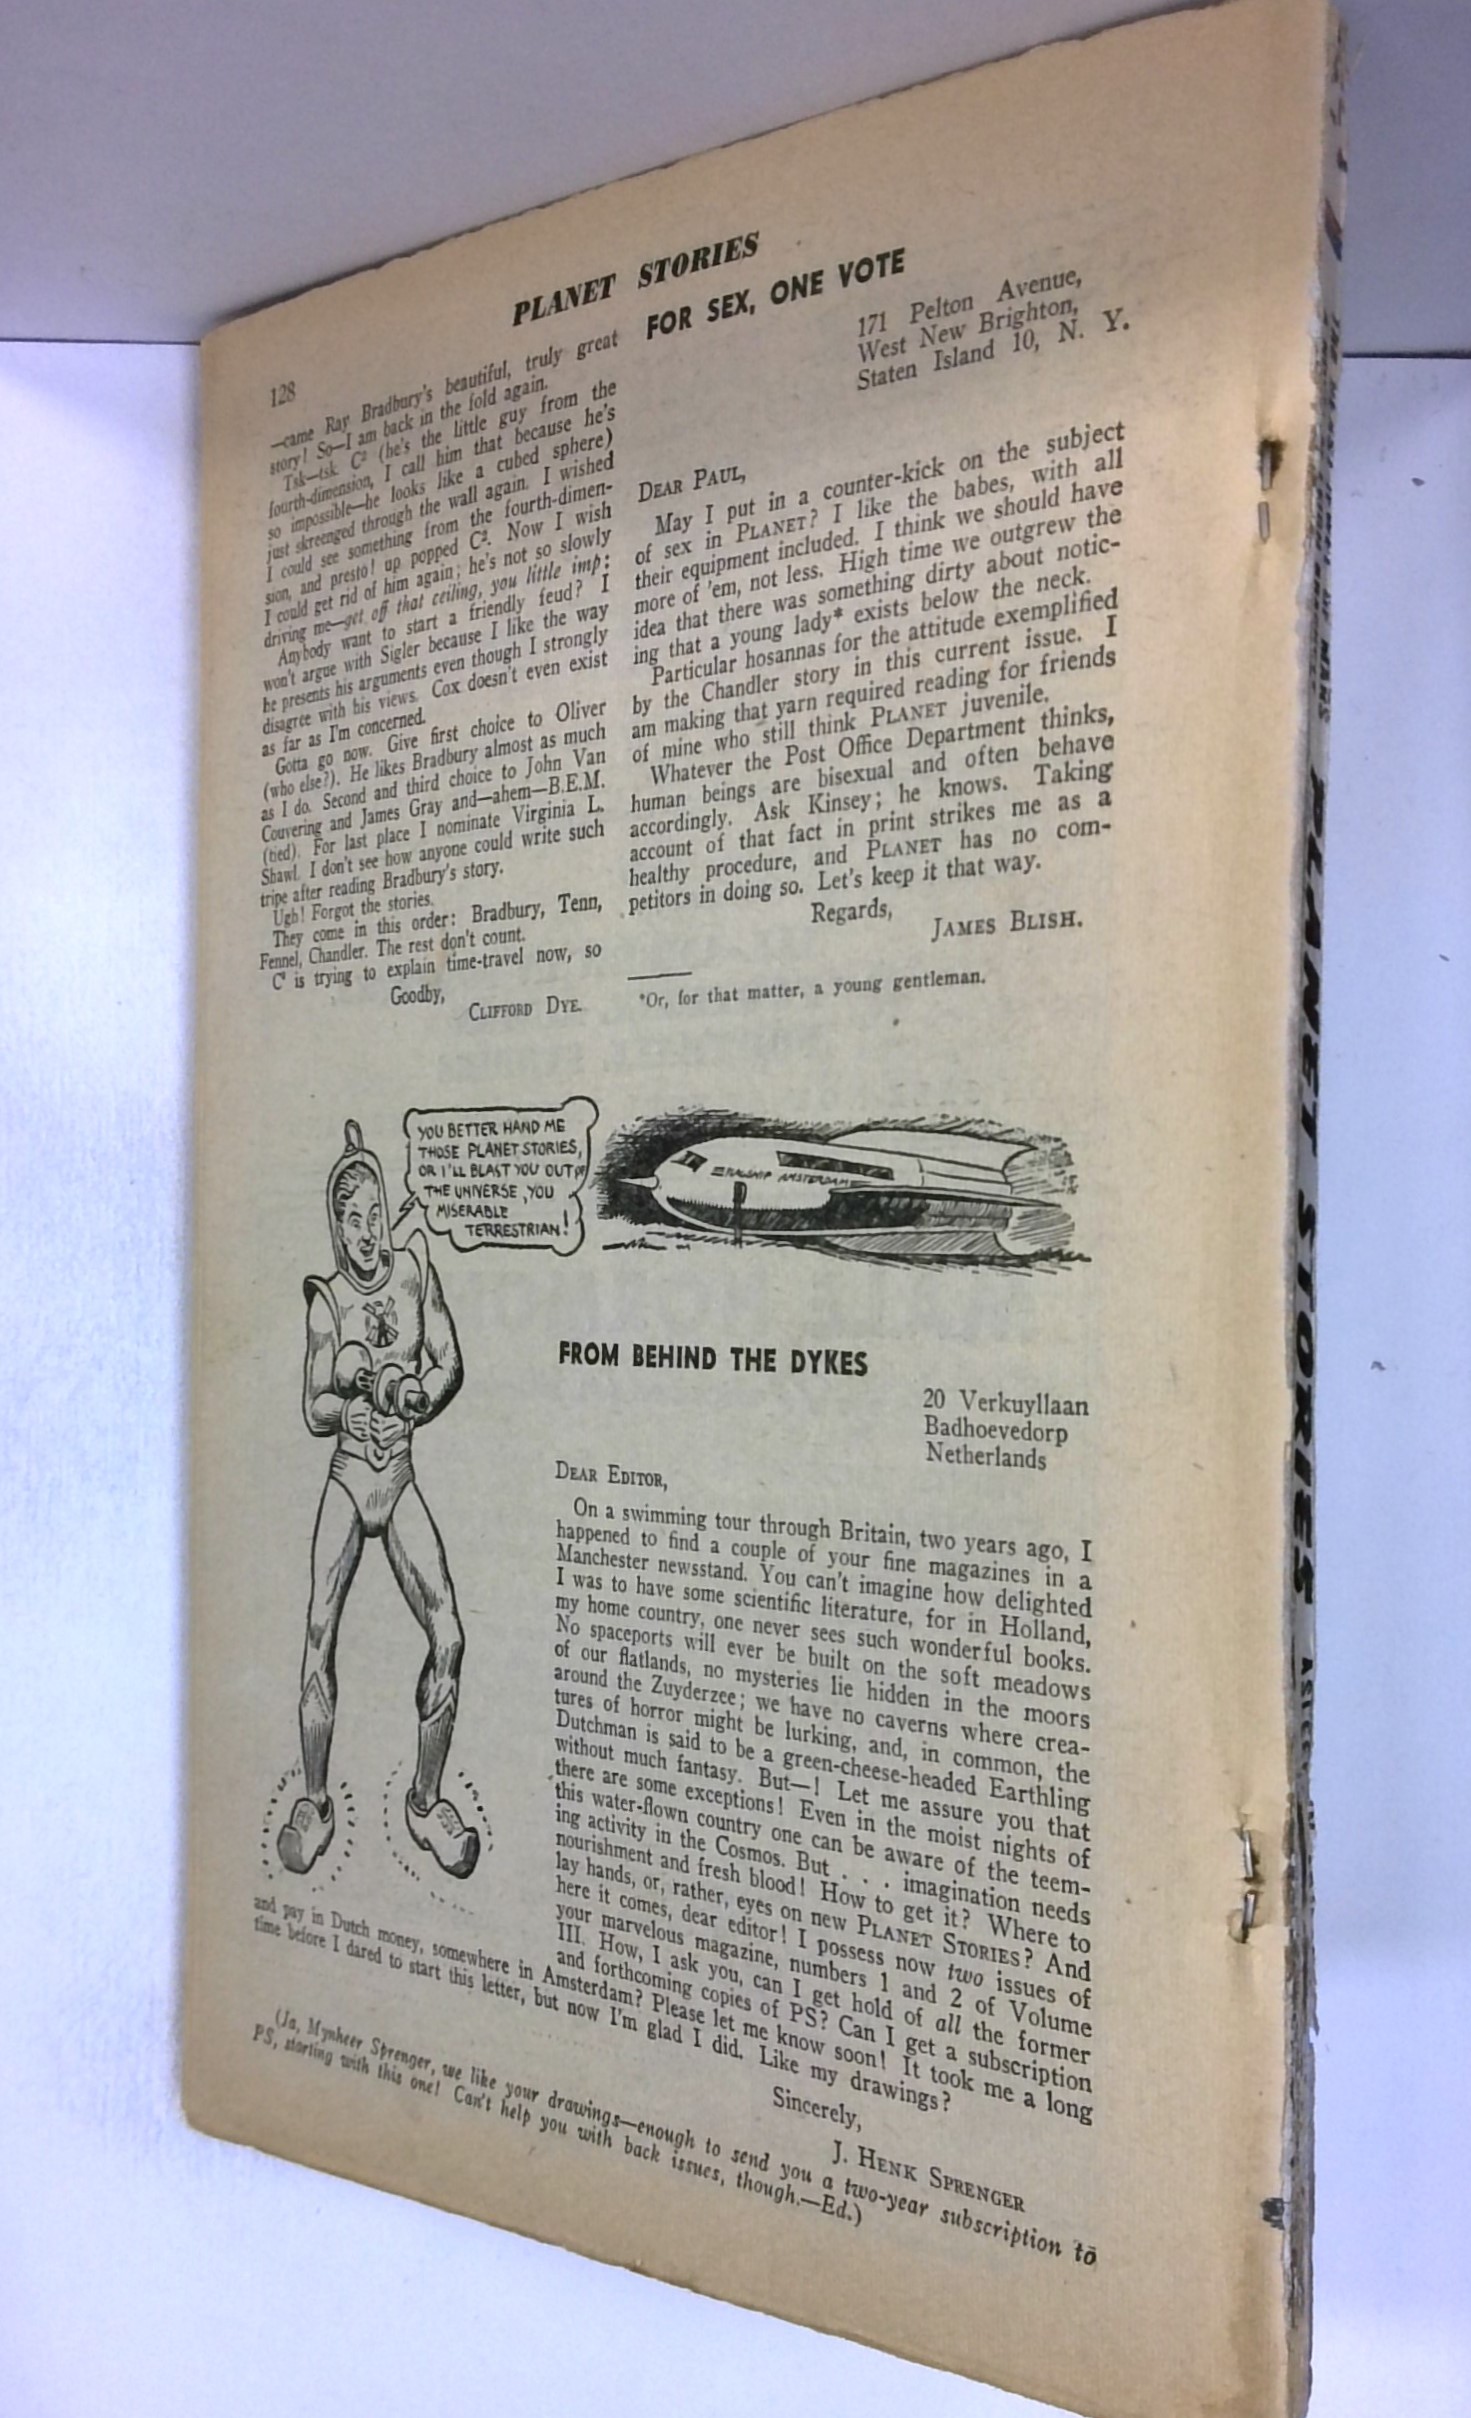 128
PLANET STORIES
—came Ray Bradbury's beautiful, truly great
story! So—I am back in the fold again.
Tsk—tsk. C² (he's the little guy from the
fourth-dimension, I call him that because he's
so impossible—he looks like a cubed sphere)
just skreenged through the wall again. I wished
I could see something from the fourth-dimen-
sion, and presto! up popped C². Now I wish
I could get rid of him again; he's not so slowly
driving me—get off that ceiling, you little imp:
Anybody want to start a friendly feud? I
won't argue with Sigler because I like the way
he presents his arguments even though I strongly
disagree with his views. Cox doesn't even exist
as far as I'm concerned.
Gotta go now. Give first choice to Oliver
(who else?). He likes Bradbury almost as much
as I do. Second and third choice to John Van
Couvering and James Gray and—ahem—B.E.M.
(tied). For last place I nominate Virginia L.
Shawl. I don't see how anyone could write such
tripe after reading Bradbury's story.
Ugh! Forgot the stories.
They come in this order: Bradbury, Tenn,
Fennel, Chandler. The rest don't count.
C² is trying to explain time-travel now, so
Goodby,
CLIFFORD DYE.
FOR SEX, ONE VOTE
171 Pelton Avenue,
West New Brighton,
Staten Island 10, N. Y.
DEAR PAUL,
May I put in a counter-kick on the subject
of sex in PLANET? I like the babes, with all
their equipment included. I think we should have
more of 'em, not less. High time we outgrew the
idea that there was something dirty about notic-
ing that a young lady* exists below the neck.
Particular hosannas for the attitude exemplified
by the Chandler story in this current issue. I
am making that yarn required reading for friends
of mine who still think PLANET juvenile.
Whatever the Post Office Department thinks,
human beings are bisexual and often behave
accordingly. Ask Kinsey; he knows. Taking
account of that fact in print strikes me as a
healthy procedure, and PLANET has no com-
petitors in doing so. Let's keep it that way.
Regards,
JAMES BLISH.
*Or, for that matter, a young gentleman.
YOU BETTER HAND ME
THOSE PLANET STORIES,
OR I'LL BLAST YOU OUT OF
THE UNIVERSE, YOU
MISERABLE
TERRESTRIAN!
FLAGSHIP AMSTERDAM
FROM BEHIND THE DYKES
20 Verkuyllaan
Badhoevedorp
Netherlands
DEAR EDITOR,
On a swimming tour through Britain, two years ago, I
happened to find a couple of your fine magazines in a
Manchester newsstand. You can't imagine how delighted
I was to have some scientific literature, for in Holland,
my home country, one never sees such wonderful books.
No spaceports will ever be built on the soft meadows
of our flatlands, no mysteries lie hidden in the moors
around the Zuyderzee; we have no caverns where crea-
tures of horror might be lurking, and, in common, the
Dutchman is said to be a green-cheese-headed Earthling
without much fantasy. But—! Let me assure you that
there are some exceptions! Even in the moist nights of
this water-flown country one can be aware of the teem-
ing activity in the Cosmos. But . . . imagination needs
nourishment and fresh blood! How to get it? Where to
lay hands, or, rather, eyes on new PLANET STORIES? And
here it comes, dear editor! I possess now two issues of
your marvelous magazine, numbers 1 and 2 of Volume
III. How, I ask you, can I get hold of all the former
and forthcoming copies of PS? Can I get a subscription
and pay in Dutch money, somewhere in Amsterdam? Please let me know soon! It took me a long
time before I dared to start this letter, but now I'm glad I did. Like my drawings?
Sincerely,
J. HENK SPRENGER
(Ja, Mynheer Sprenger, we like your drawings—enough to send you a two-year subscription to
PS, starting with this one! Can't help you with back issues, though.—Ed.)
PLANET STORIES